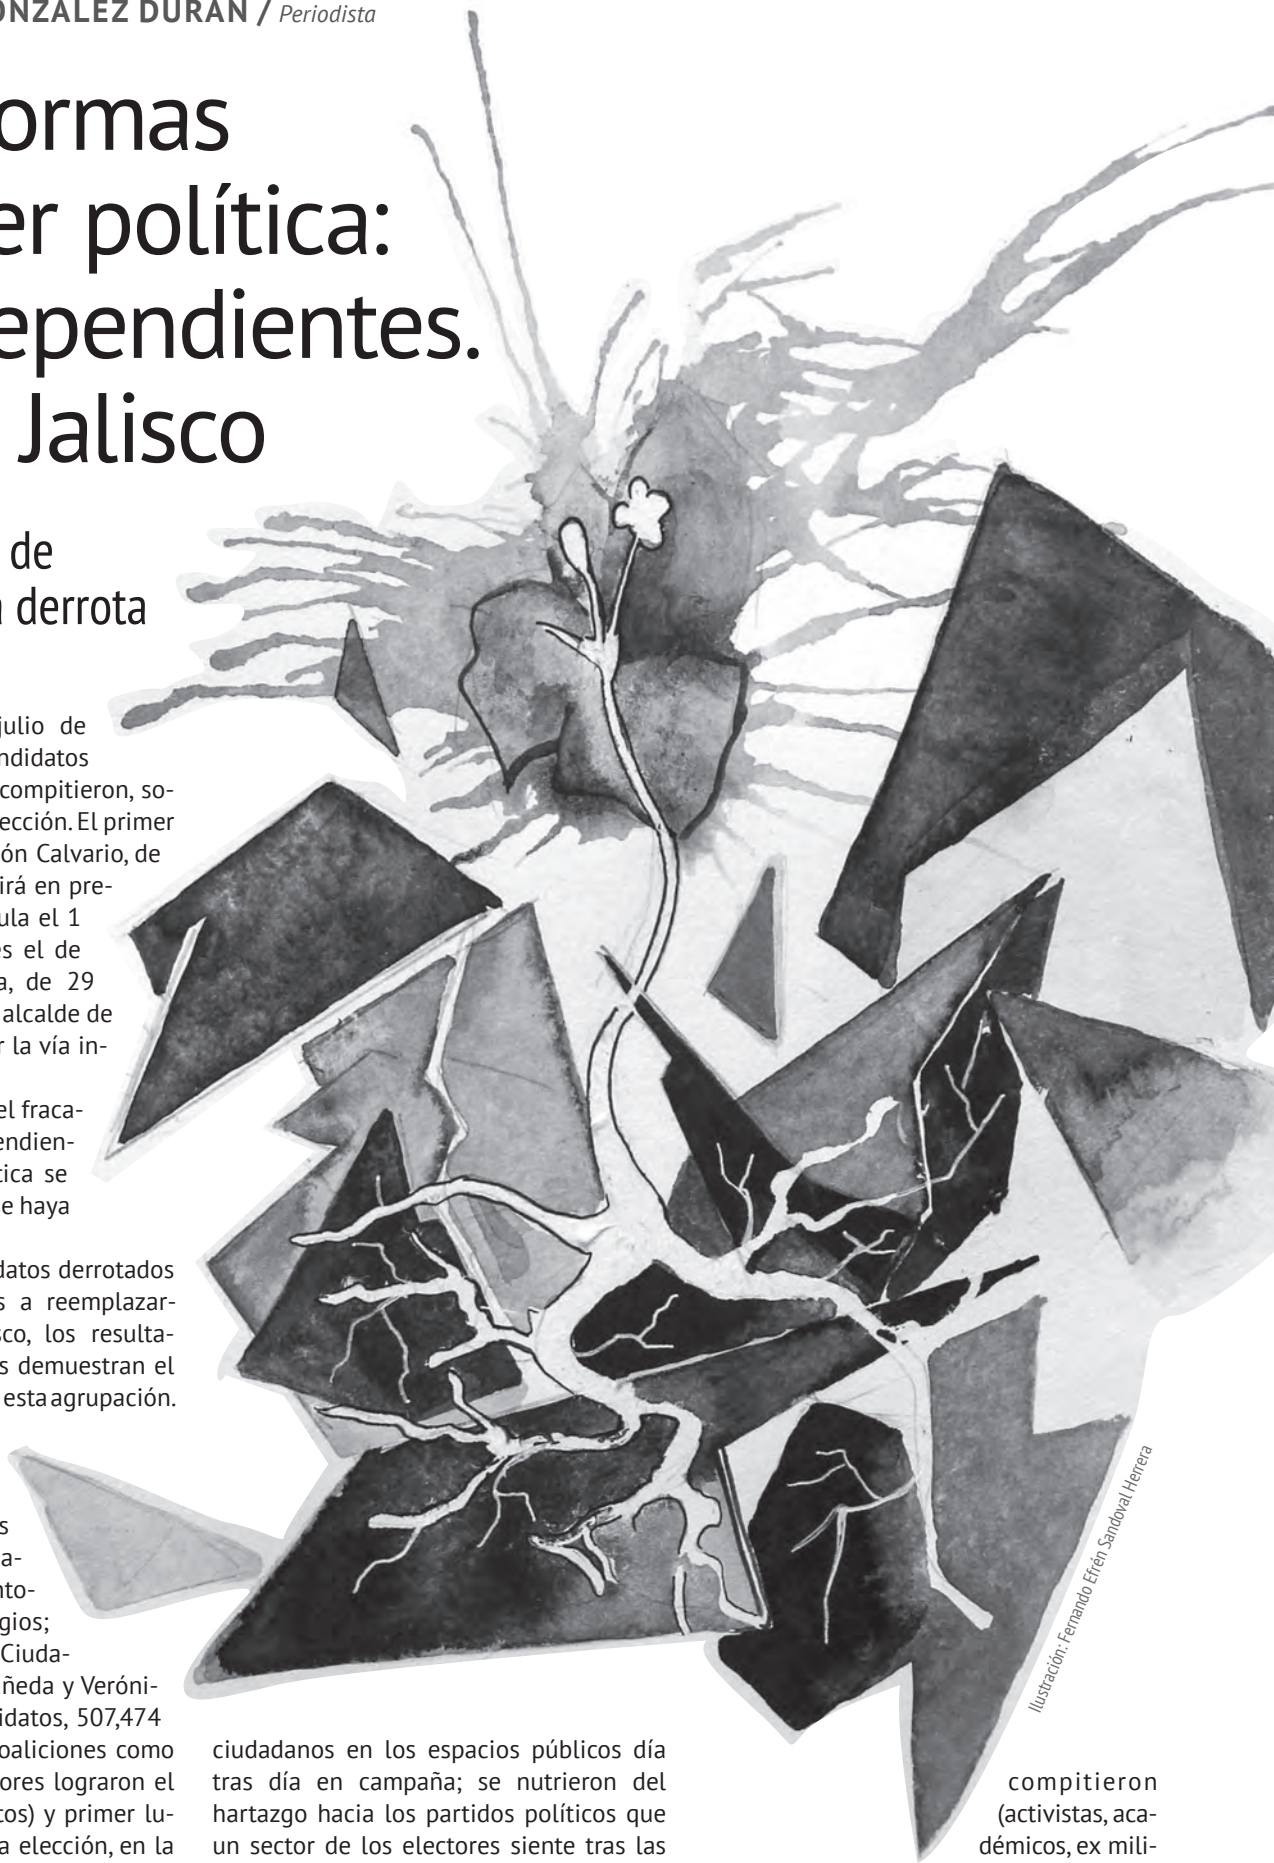 ONZÁLEZ DURÁN / Periodista
ormas
er política:
ependientes.
Jalisco
de
a derrota
julio de
ndidatos
compitieron, so-
ección. El primer
ón Calvario, de
irá en pre-
ula el 1
es el de
a, de 29
alcalde de
r la vía in-
el fraca-
endien-
tica se
e haya
datos derrotados
s a reemplazar-
sco, los resulta-
s demuestran el
esta agrupación.
s
a-
nto-
gios;
Ciuda-
ñeda y Veróni-
idatos, 507,474
oaliciones como
ores lograron el
tos) y primer lu-
a elección, en la
ciudadanos en los espacios públicos día
tras día en campaña; se nutrieron del
hartazgo hacia los partidos políticos que
un sector de los electores siente tras las
compitieron
(activistas, aca-
démicos, ex mili-
Ilustración: Fernando Efrén Sandoval Herrera